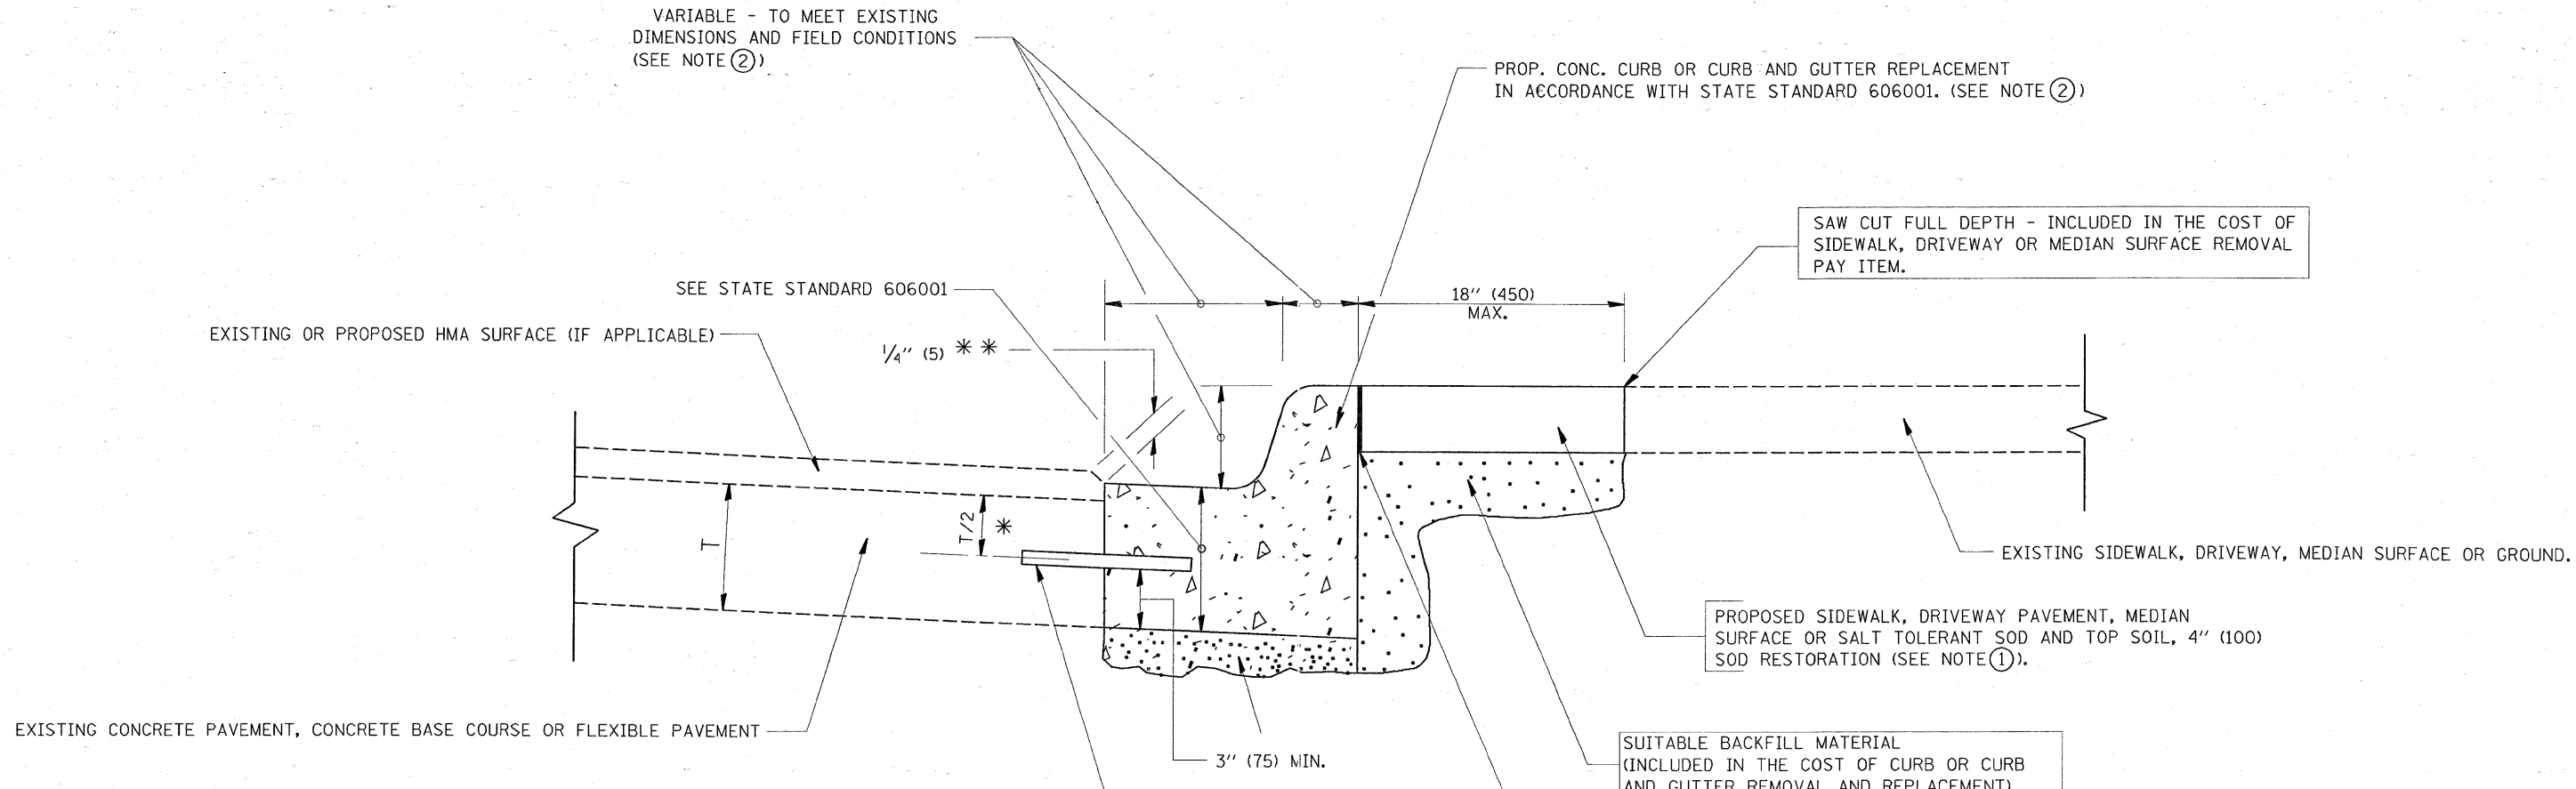 VARIABLE - TO MEET EXISTING
DIMENSIONS AND FIELD CONDITIONS
(SEE NOTE ②)
PROP. CONC. CURB OR CURB AND GUTTER REPLACEMENT
IN ACCORDANCE WITH STATE STANDARD 606001. (SEE NOTE ②)
SAW CUT FULL DEPTH - INCLUDED IN THE COST OF
SIDEWALK, DRIVEWAY OR MEDIAN SURFACE REMOVAL
PAY ITEM.
SEE STATE STANDARD 606001
18" (450)
MAX.
EXISTING OR PROPOSED HMA SURFACE (IF APPLICABLE)
1/4" (5) * *
T
T/2 *
EXISTING SIDEWALK, DRIVEWAY, MEDIAN SURFACE OR GROUND.
PROPOSED SIDEWALK, DRIVEWAY PAVEMENT, MEDIAN
SURFACE OR SALT TOLERANT SOD AND TOP SOIL, 4" (100)
SOD RESTORATION (SEE NOTE ①).
EXISTING CONCRETE PAVEMENT, CONCRETE BASE COURSE OR FLEXIBLE PAVEMENT
3" (75) MIN.
SUITABLE BACKFILL MATERIAL
(INCLUDED IN THE COST OF CURB OR CURB
AND GUTTER REMOVAL AND REPLACEMENT)